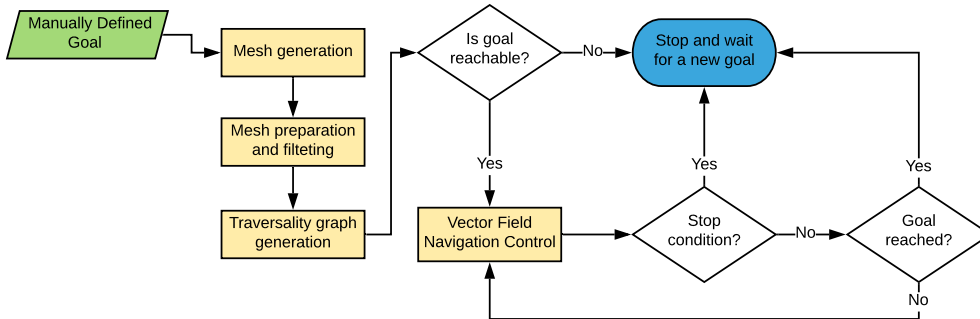 Manually Defined
Goal
Mesh generation
Mesh preparation
and filteting
Traversality graph
generation
Is goal
reachable?
No
Stop and wait
for a new goal
Yes
Vector Field
Navigation Control
Yes
Stop
condition?
No
Yes
Goal
reached?
No